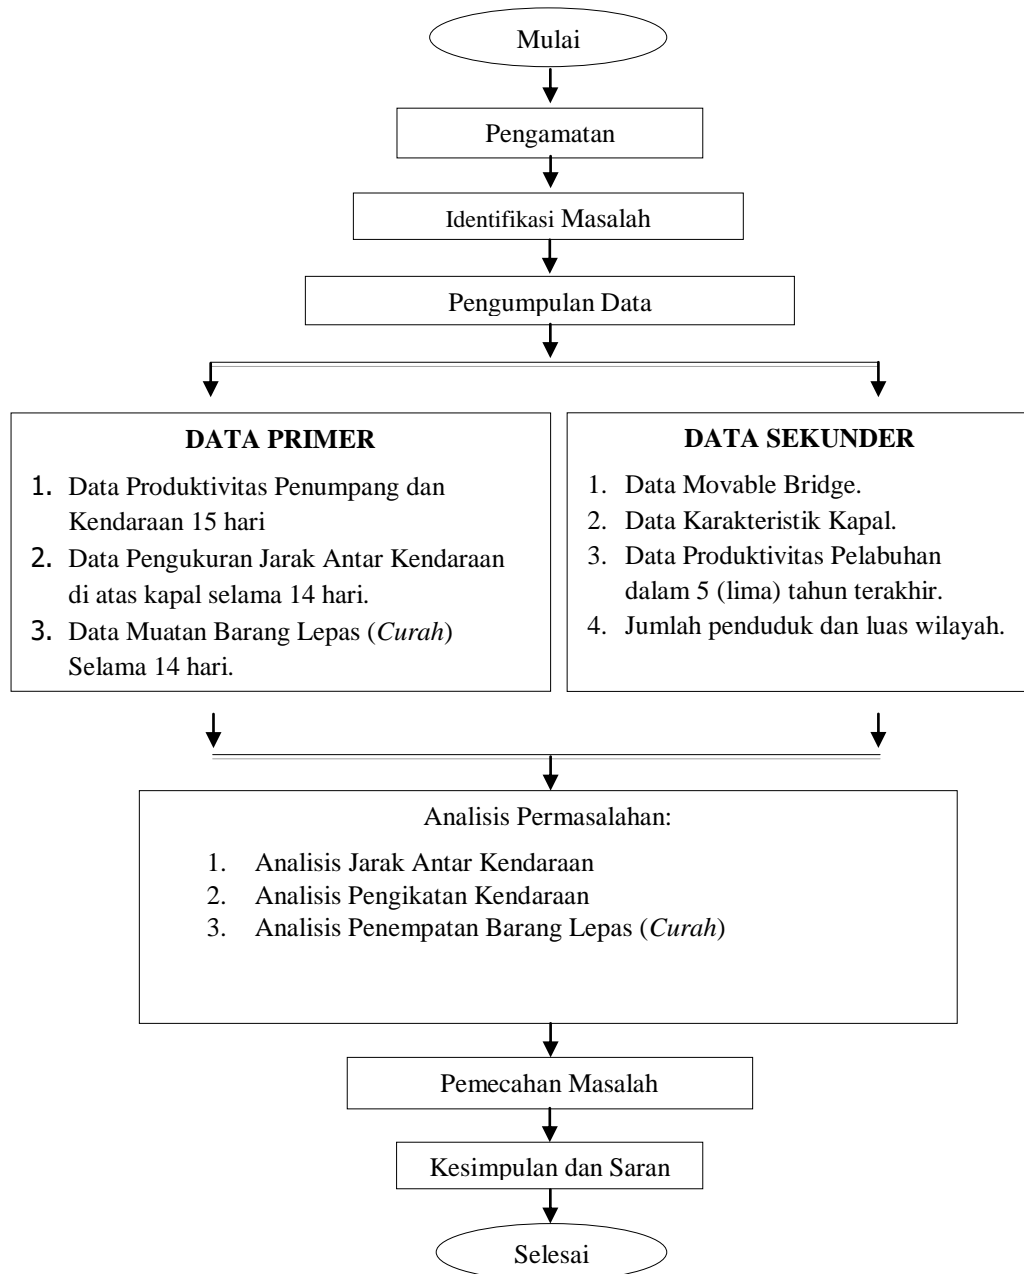 Mulai
Pengamatan
Identifikasi Masalah
Pengumpulan Data
DATA PRIMER
1. Data Produktivitas Penumpang dan
Kendaraan 15 hari
2. Data Pengukuran Jarak Antar Kendaraan
di atas kapal selama 14 hari.
3. Data Muatan Barang Lepas (Curah)
Selama 14 hari.
DATA SEKUNDER
1. Data Movable Bridge.
2. Data Karakteristik Kapal.
3. Data Produktivitas Pelabuhan
dalam 5 (lima) tahun terakhir.
4. Jumlah penduduk dan luas wilayah.
Analisis Permasalahan:
1. Analisis Jarak Antar Kendaraan
2. Analisis Pengikatan Kendaraan
3. Analisis Penempatan Barang Lepas (Curah)
Pemecahan Masalah
Kesimpulan dan Saran
Selesai